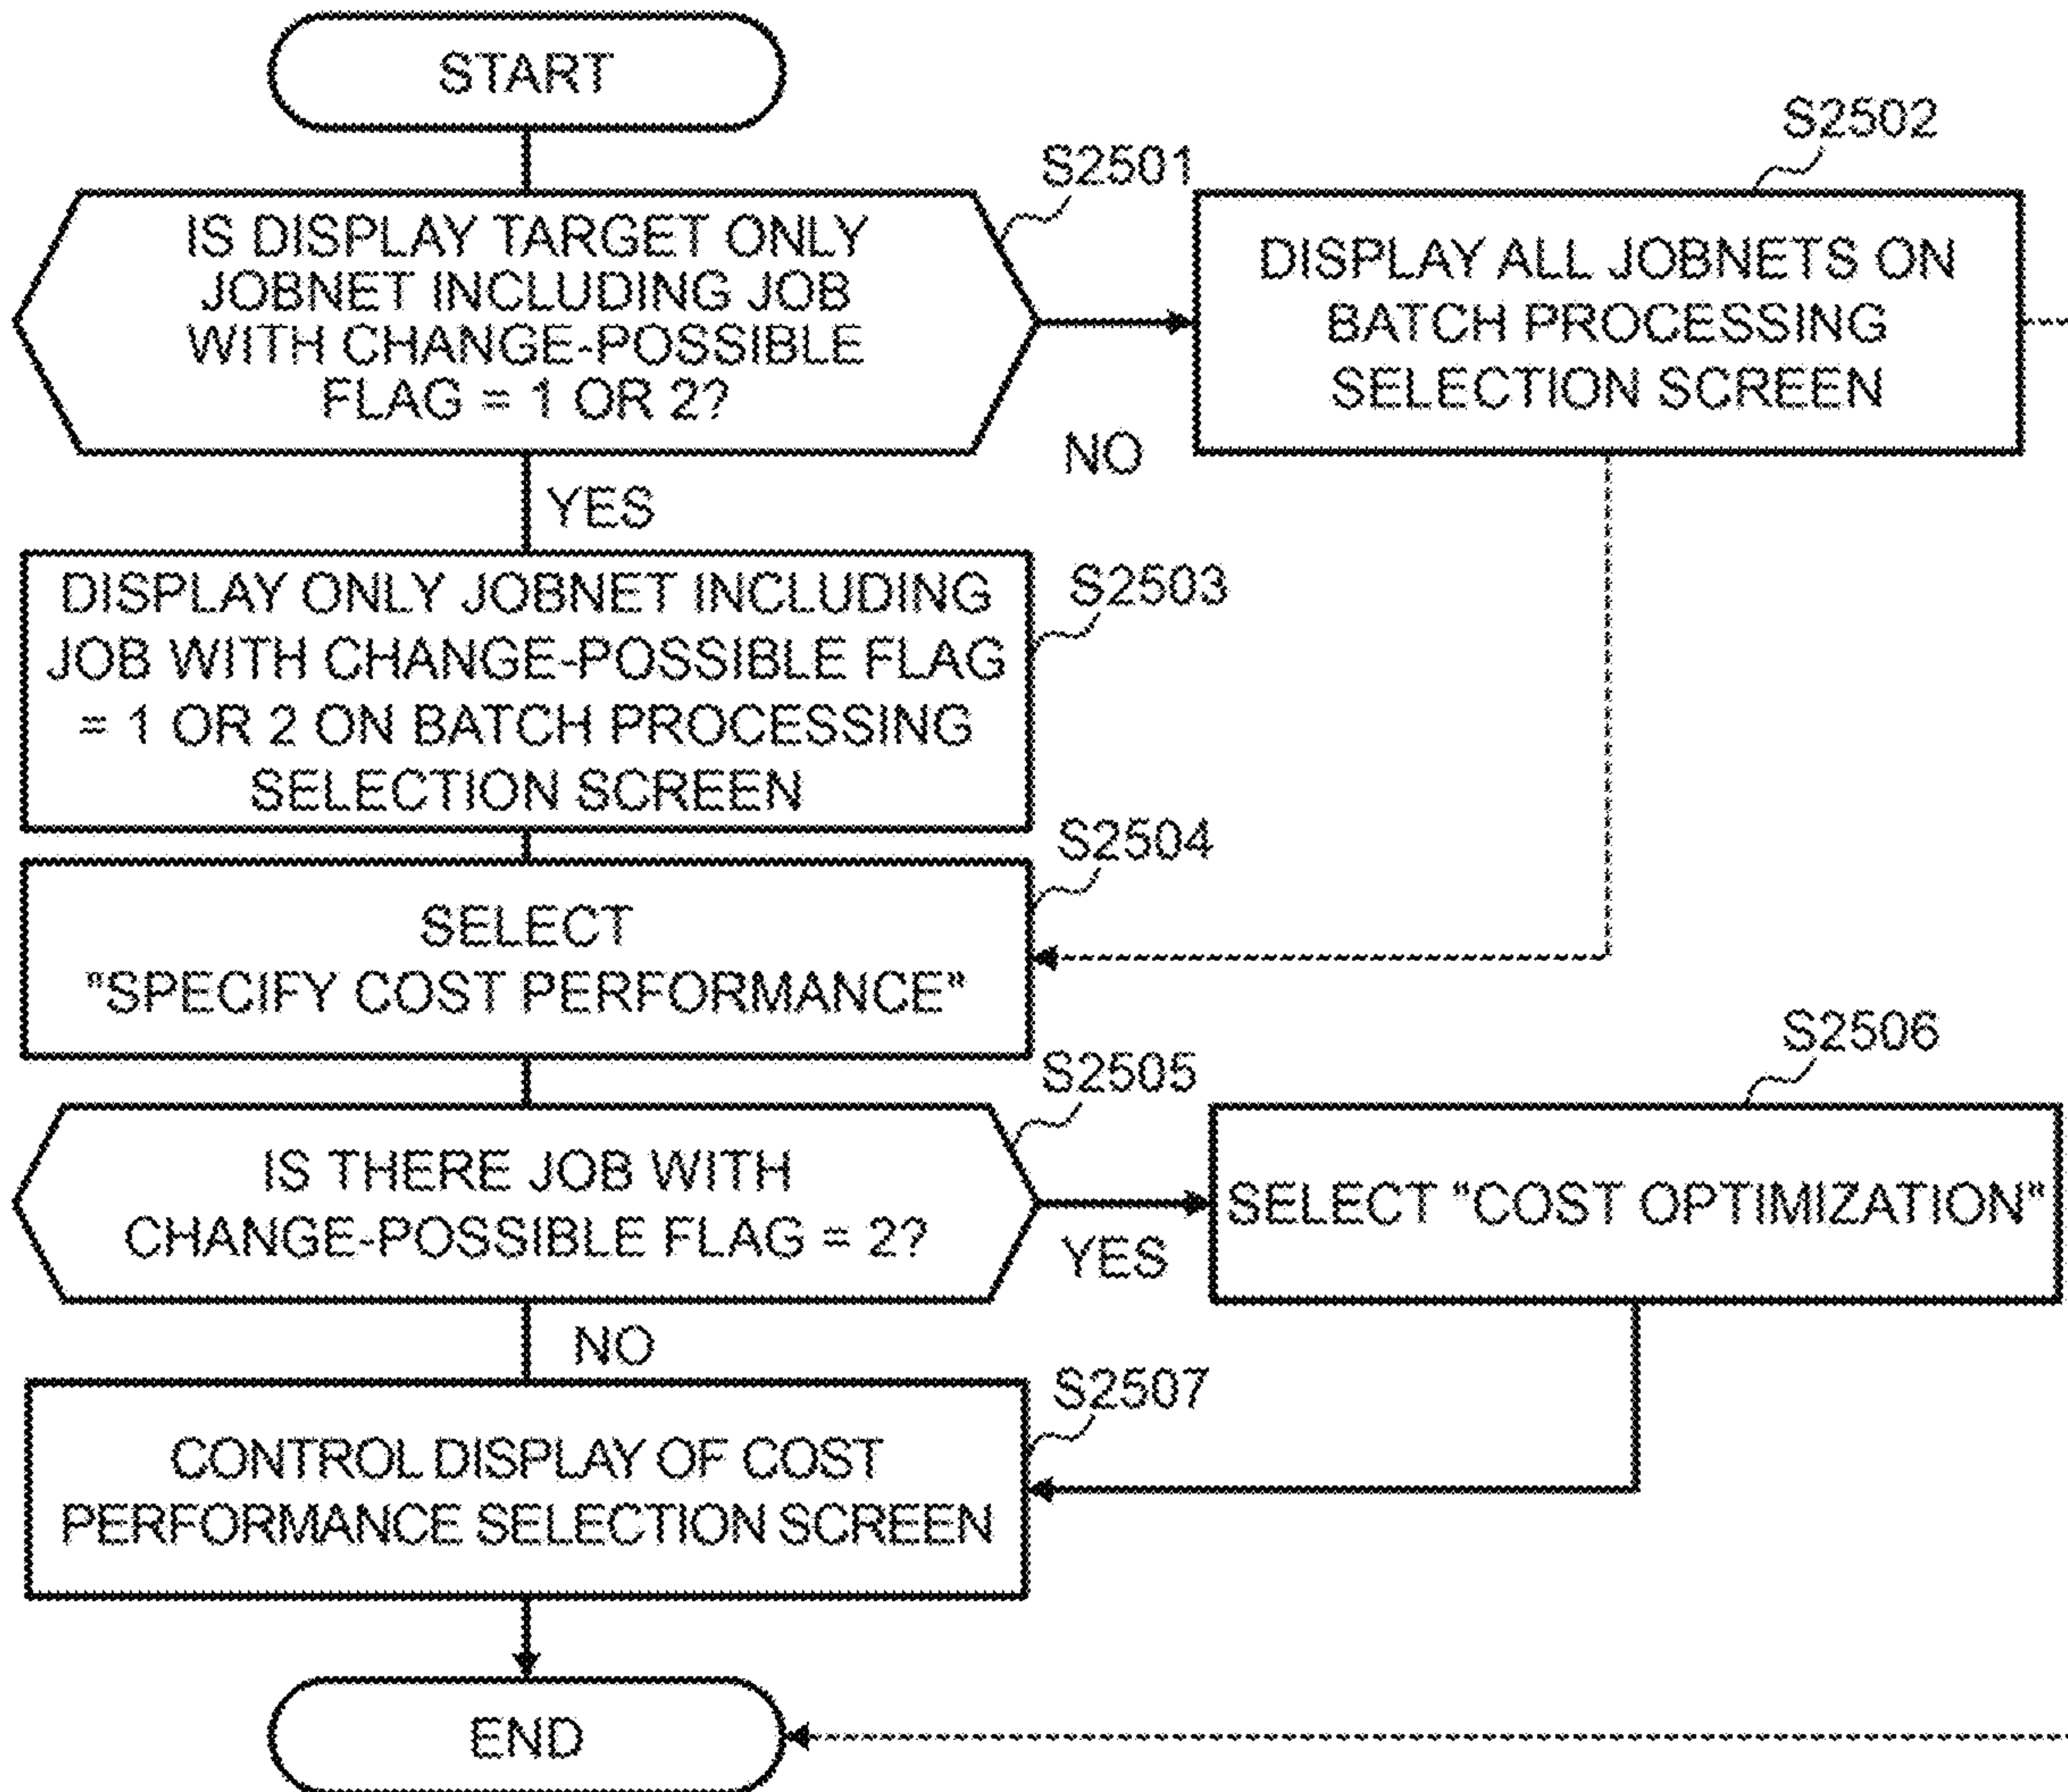 START
S2501
IS DISPLAY TARGET ONLY
JOBNET INCLUDING JOB
WITH CHANGE-POSSIBLE
FLAG = 1 OR 2?
S2502
DISPLAY ALL JOBNETS ON
BATCH PROCESSING
SELECTION SCREEN
NO
YES
S2503
DISPLAY ONLY JOBNET INCLUDING
JOB WITH CHANGE-POSSIBLE FLAG
= 1 OR 2 ON BATCH PROCESSING
SELECTION SCREEN
S2504
SELECT
"SPECIFY COST PERFORMANCE"
S2505
IS THERE JOB WITH
CHANGE-POSSIBLE FLAG = 2?
S2506
SELECT "COST OPTIMIZATION"
YES
NO
S2507
CONTROL DISPLAY OF COST
PERFORMANCE SELECTION SCREEN
END